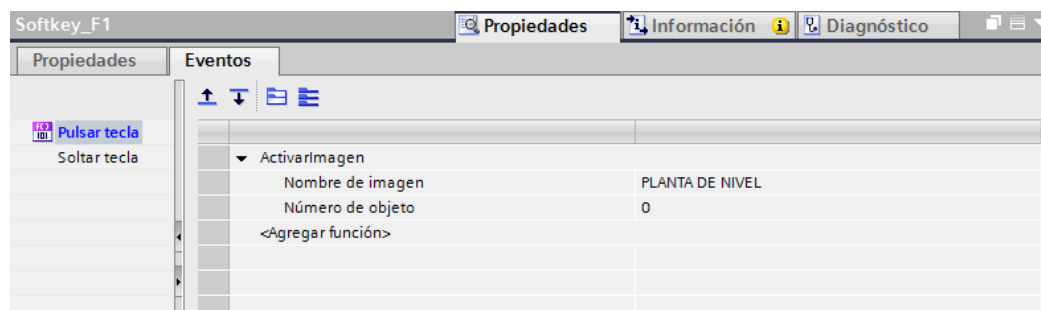 Softkey_F1 Propiedades Información Diagnóstico
Propiedades Eventos
Pulsar tecla
Soltar tecla ActivarImagen
Nombre de imagen PLANTA DE NIVEL
Número de objeto 0
<Agregar función>